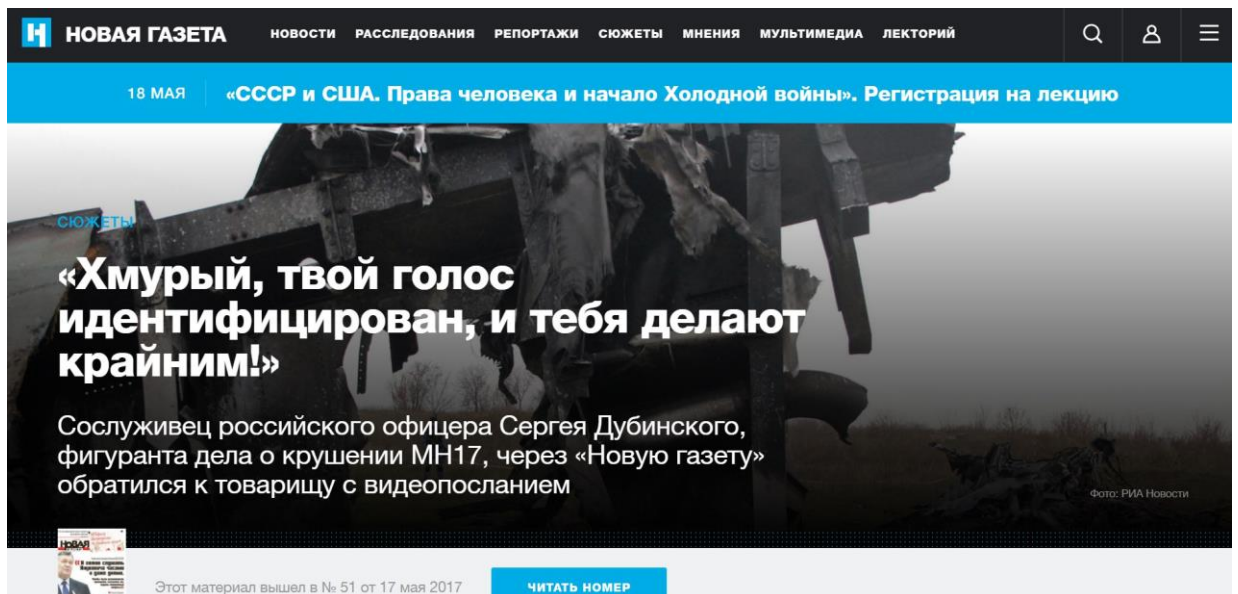 Н НОВАЯ ГАЗЕТА НОВОСТИ РАССЛЕДОВАНИЯ РЕПОРТАЖИ СЮЖЕТЫ МНЕНИЯ МУЛЬТИМЕДИА ЛЕКТОРИЙ
18 МАЯ «СССР и США. Права человека и начало Холодной войны». Регистрация на лекцию
СЮЖЕТЫ
«Хмурый, твой голос
идентифицирован, и тебя делают
крайним!»
Сослуживец российского офицера Сергея Дубинского,
фигуранта дела о крушении MH17, через «Новую газету»
обратился к товарищу с видеопосланием
Фото: РИА Новости
НОВАЯ
Этот материал вышел в № 51 от 17 мая 2017 ЧИТАТЬ НОМЕР